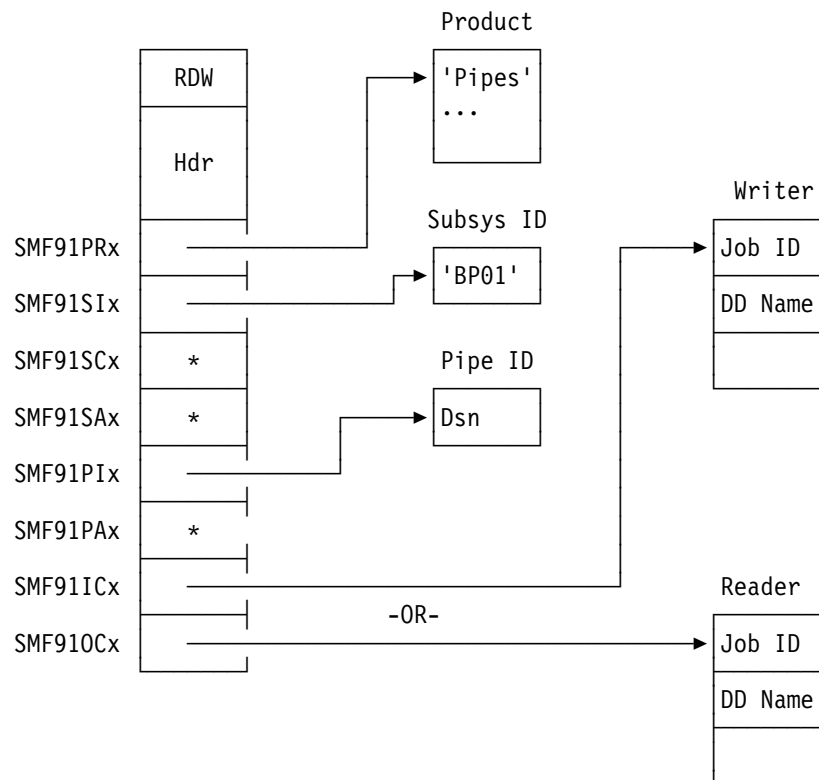 Product
RDW
'Pipes'
...
Hdr
Writer
Subsys ID
SMF91PRx
Job ID
'BP01'
SMF91SIx
DD Name
SMF91SCx *
Pipe ID
SMF91SAx *
Dsn
SMF91PIx
SMF91PAx *
SMF91ICx
Reader
-OR-
SMF91OCx
Job ID
DD Name